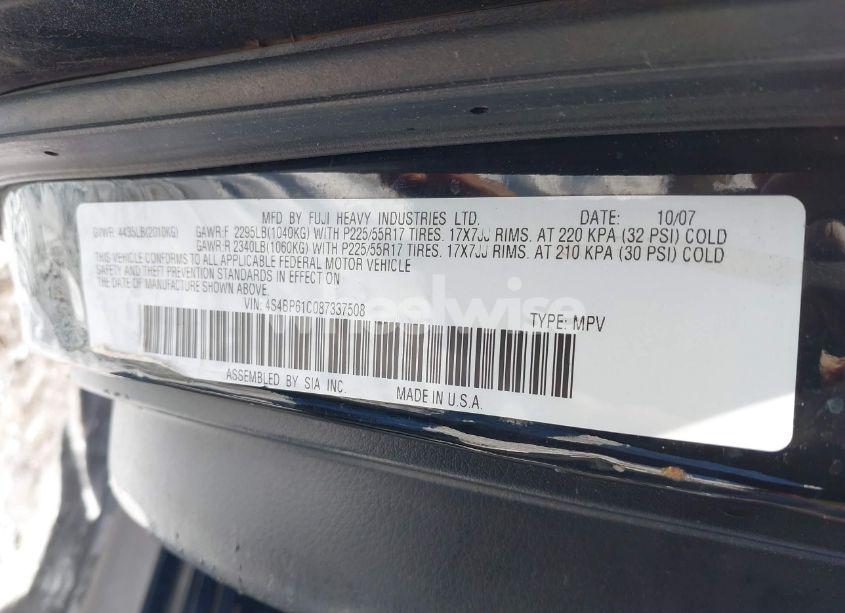 MFD BY FUJI HEAVY INDUSTRIES LTD. DATE: 10/07
GVWR: 4435LB(2010KG) GAWR:F 2295LB(1040KG) WITH P225/55R17 TIRES. 17X7JJ RIMS. AT 220 KPA (32 PSI) COLD
GAWR:R 2340LB(1060KG) WITH P225/55R17 TIRES. 17X7JJ RIMS. AT 210 KPA (30 PSI) COLD
THIS VEHICLE CONFORMS TO
ALL APPLICABLE FEDERAL MOTOR VEHICLE
SAFETY AND THEFT PREVENTION STANDARDS IN EFFECT ON
THE DATE OF MANUFACTURE SHOWN ABOVE.
VIN: 4S4BP61C087337508 TYPE: MPV
ASSEMBLED BY SIA INC. MADE IN U.S.A.